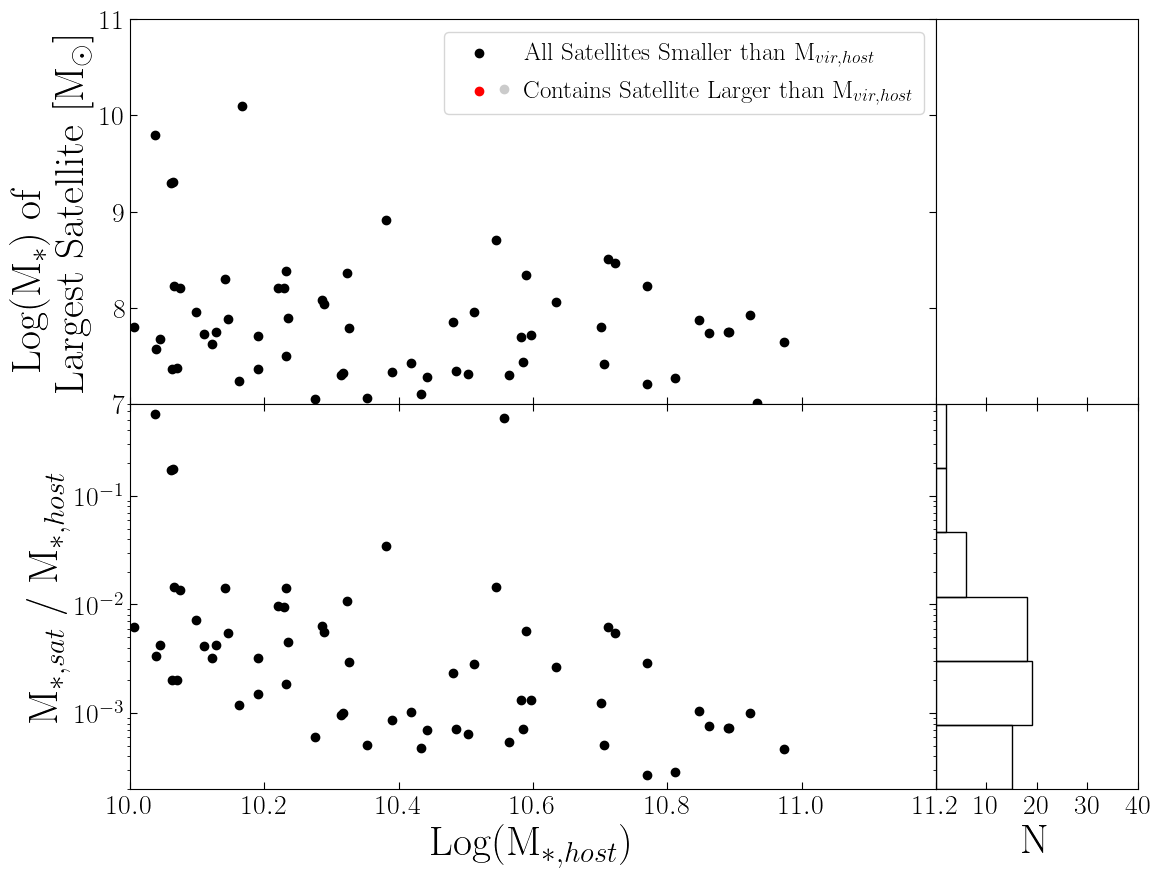 11
10
9
8
7
Log(M∗) of
Largest Satellite [M⊙]
All Satellites Smaller than M𝑣𝑖𝑟,ℎ𝑜𝑠𝑡
Contains Satellite Larger than M𝑣𝑖𝑟,ℎ𝑜𝑠𝑡
10⁻¹
10⁻²
10⁻³
M∗,𝑠𝑎𝑡 / M∗,ℎ𝑜𝑠𝑡
10.0 10.2 10.4 10.6 10.8 11.0 11.2 10 20 30 40
Log(M∗,ℎ𝑜𝑠𝑡)
N